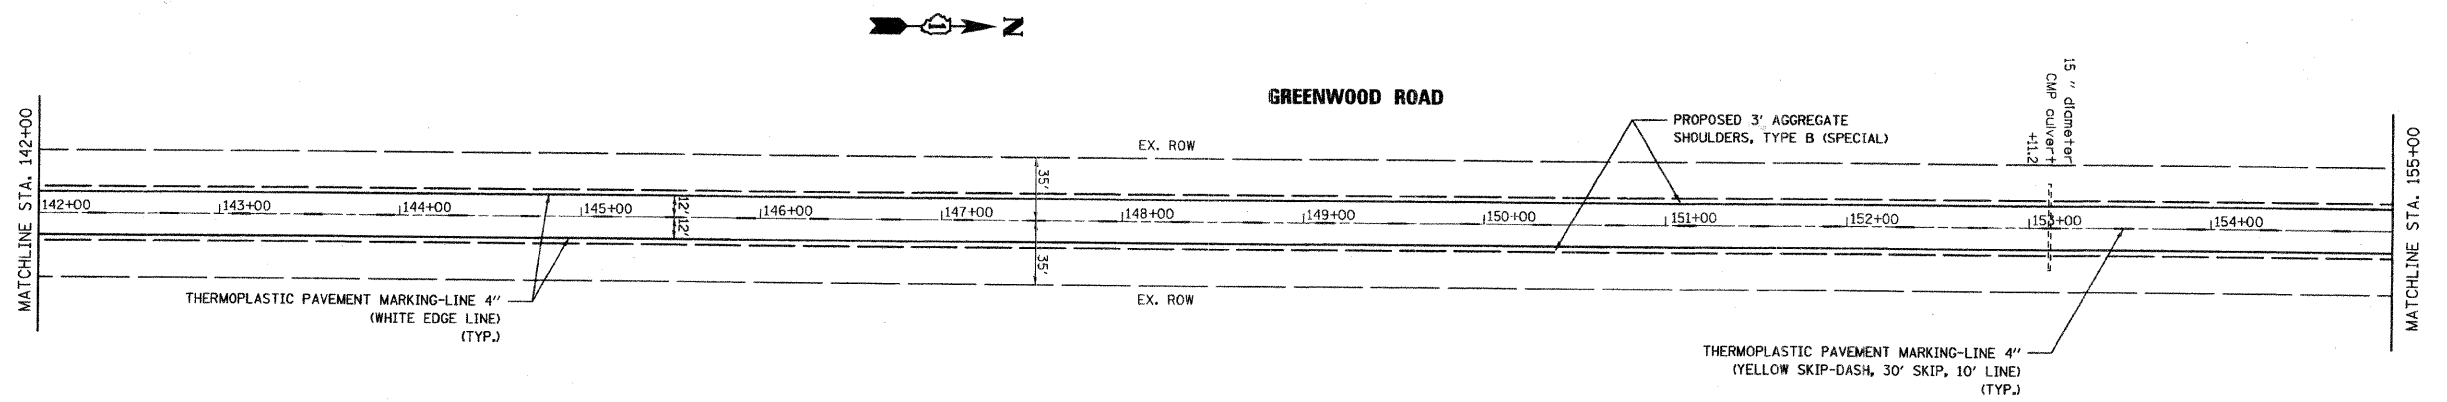 N
GREENWOOD ROAD
MATCHLINE STA. 142+00
EX. ROW
35'
PROPOSED 3' AGGREGATE
SHOULDERS, TYPE B (SPECIAL)
15 " diameter
CMP culvert
+11.2
MATCHLINE STA. 155+00
142+00
143+00
144+00
145+00
12'
12'
146+00
147+00
148+00
149+00
150+00
151+00
152+00
153+00
154+00
35'
EX. ROW
THERMOPLASTIC PAVEMENT MARKING-LINE 4"
(WHITE EDGE LINE)
(TYP.)
THERMOPLASTIC PAVEMENT MARKING-LINE 4"
(YELLOW SKIP-DASH, 30' SKIP, 10' LINE)
(TYP.)